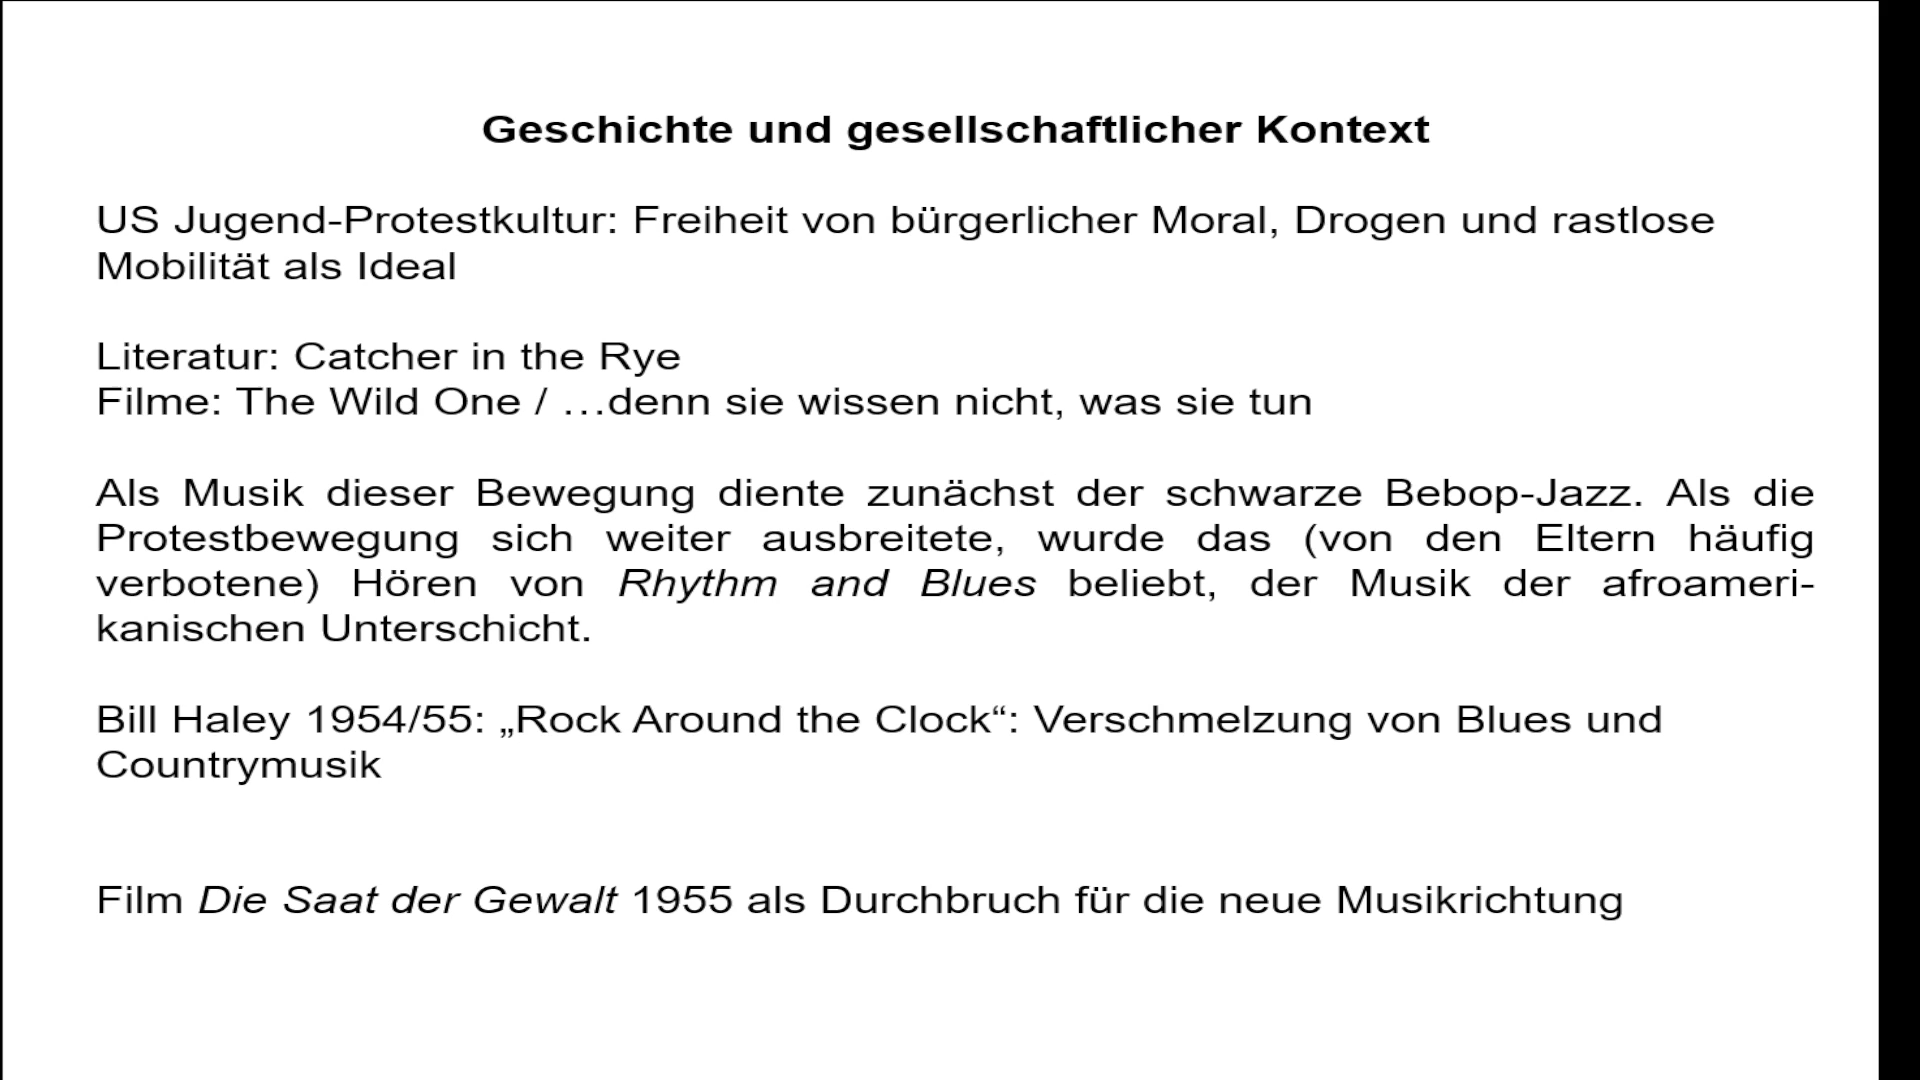 Geschichte und gesellschaftlicher Kontext
US Jugend-Protestkultur: Freiheit von bürgerlicher Moral, Drogen und rastlose
Mobilität als Ideal
Literatur: Catcher in the Rye
Filme: The Wild One / …denn sie wissen nicht, was sie tun
Als Musik dieser Bewegung diente zunächst der schwarze Bebop-Jazz. Als die
Protestbewegung sich weiter ausbreitete, wurde das (von den Eltern häufig
verbotene) Hören von Rhythm and Blues beliebt, der Musik der afroameri-
kanischen Unterschicht.
Bill Haley 1954/55: „Rock Around the Clock“: Verschmelzung von Blues und
Countrymusik
Film Die Saat der Gewalt 1955 als Durchbruch für die neue Musikrichtung